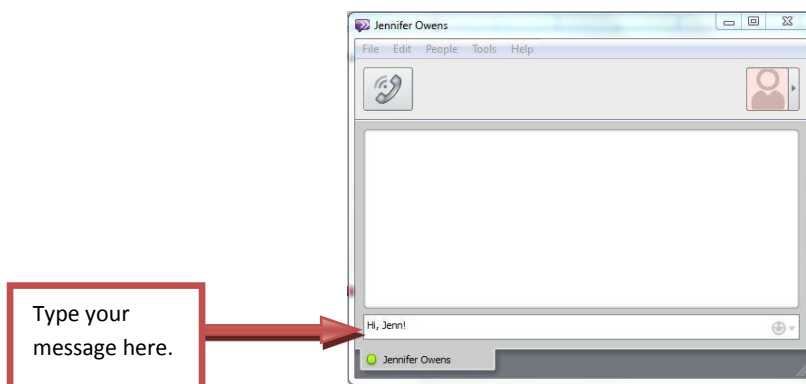 Jennifer Owens
File Edit People Tools Help
Type your
message here.
Hi, Jenn!
Jennifer Owens